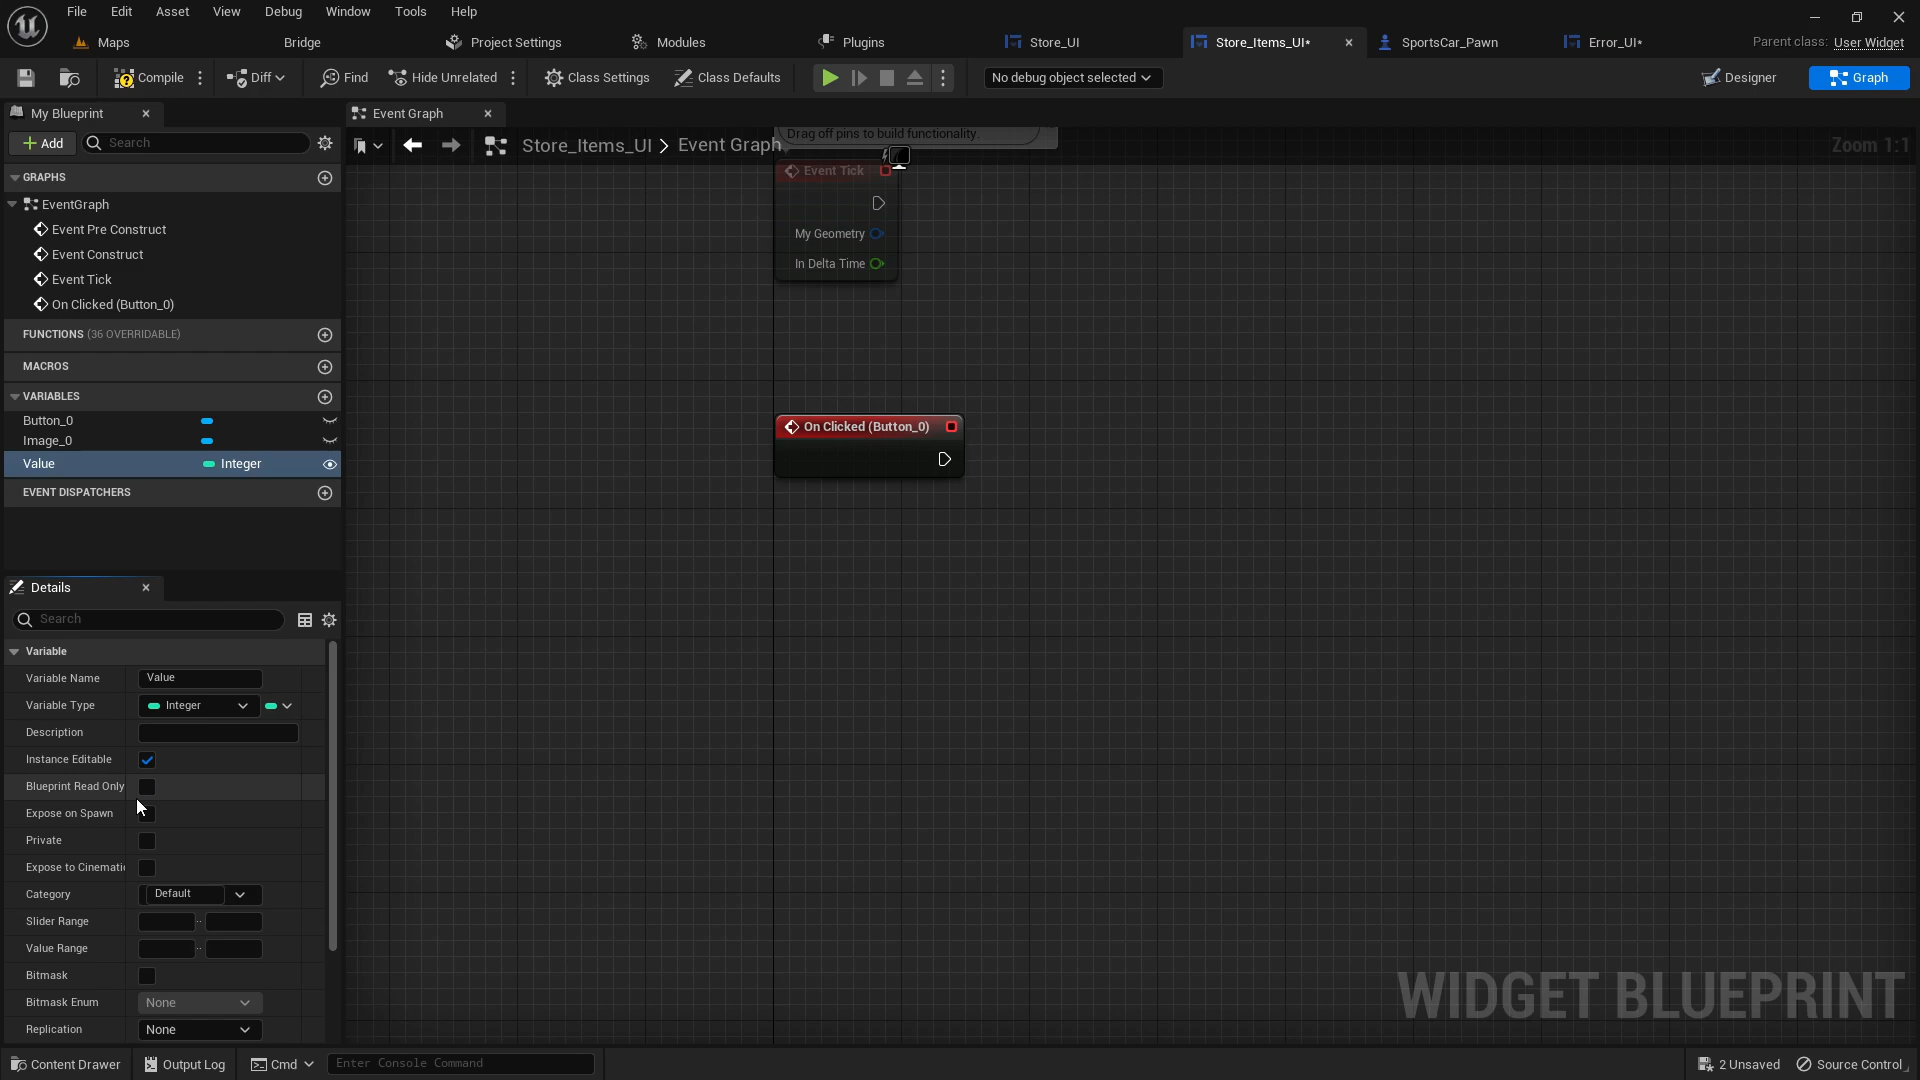 File Edit Asset View Debug Window Tools Help
Maps Bridge Project Settings Modules Plugins Store_UI Store_Items_UI* SportsCar_Pawn Error_UI* Parent class: User Widget
Compile Diff Find Hide Unrelated Class Settings Class Defaults No debug object selected Designer Graph
My Blueprint
Event Graph
Add Search
Store_Items_UI > Event Graph
Drag off pins to build functionality.
Zoom 1:1
GRAPHS
EventGraph
Event Pre Construct
Event Construct
Event Tick
On Clicked (Button_0)
FUNCTIONS (36 OVERRIDABLE)
MACROS
VARIABLES
Button_0
Image_0
Value Integer
EVENT DISPATCHERS
Event Tick
My Geometry
In Delta Time
On Clicked (Button_0)
Details
Search
Variable
Variable Name Value
Variable Type Integer
Description
Instance Editable
Blueprint Read Only
Expose on Spawn
Private
Expose to Cinematic
Category Default
Slider Range
Value Range
Bitmask
Bitmask Enum None
Replication None
WIDGET BLUEPRINT
Content Drawer Output Log Cmd Enter Console Command 2 Unsaved Source Control